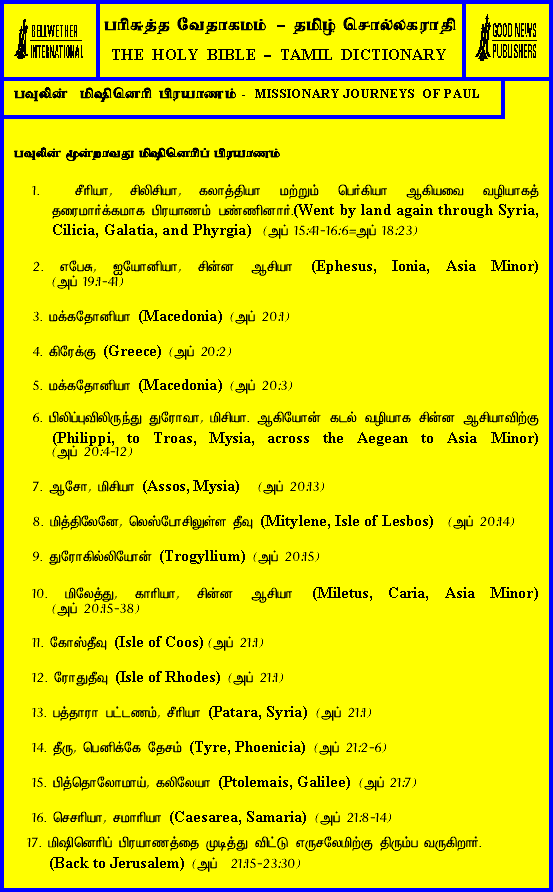 BELLWETHER
INTERNATIONAL
பரிசுத்த வேதாகமம் – தமிழ் சொல்லகராதி
THE HOLY BIBLE – TAMIL DICTIONARY
GOOD NEWS
PUBLISHERS
பவுலின் மிஷினெரி பிரயாணம் - MISSIONARY JOURNEYS OF PAUL
பவுலின் மூன்றாவது மிஷினெரிப் பிரயாணம்
1. சீரியா, சிலிசியா, கலாத்தியா மற்றும் பெர்கியா ஆகியவை வழியாகத்
தரைமார்க்கமாக பிரயாணம் பண்ணினார்.(Went by land again through Syria,
Cilicia, Galatia, and Phyrgia) (அப் 15:41-16:6=அப் 18:23)
2. எபேசு, ஐயோனியா, சின்ன ஆசியா (Ephesus, Ionia, Asia Minor)
(அப் 19:1-41)
3. மக்கதோனியா (Macedonia) (அப் 20:1)
4. கிரேக்கு (Greece) (அப் 20:2)
5. மக்கதோனியா (Macedonia) (அப் 20:3)
6. பிலிப்புவிலிருந்து துரோவா, மிசியா. ஆகியோன் கடல் வழியாக சின்ன ஆசியாவிற்கு
(Philippi, to Troas, Mysia, across the Aegean to Asia Minor)
(அப் 20:4-12)
7. ஆசோ, மிசியா (Assos, Mysia) (அப் 20:13)
8. மித்திலேனே, லெஸ்போசிலுள்ள தீவு (Mitylene, Isle of Lesbos) (அப் 20:14)
9. துரோகில்லியோன் (Trogyllium) (அப் 20:15)
10. மிலேத்து, காரியா, சின்ன ஆசியா (Miletus, Caria, Asia Minor)
(அப் 20:15-38)
11. கோஸ்தீவு (Isle of Coos) (அப் 21:1)
12. ரோதுதீவு (Isle of Rhodes) (அப் 21:1)
13. பத்தாரா பட்டணம், சீரியா (Patara, Syria) (அப் 21:1)
14. தீரு, பெனிக்கே தேசம் (Tyre, Phoenicia) (அப் 21:2-6)
15. பித்தொலோமாய், கலிலேயா (Ptolemais, Galilee) (அப் 21:7)
16. செசரியா, சமாரியா (Caesarea, Samaria) (அப் 21:8-14)
17. மிஷினெரிப் பிரயாணத்தை முடித்து விட்டு எருசலேமிற்கு திரும்ப வருகிறார்.
(Back to Jerusalem) (அப் 21:15-23:30)